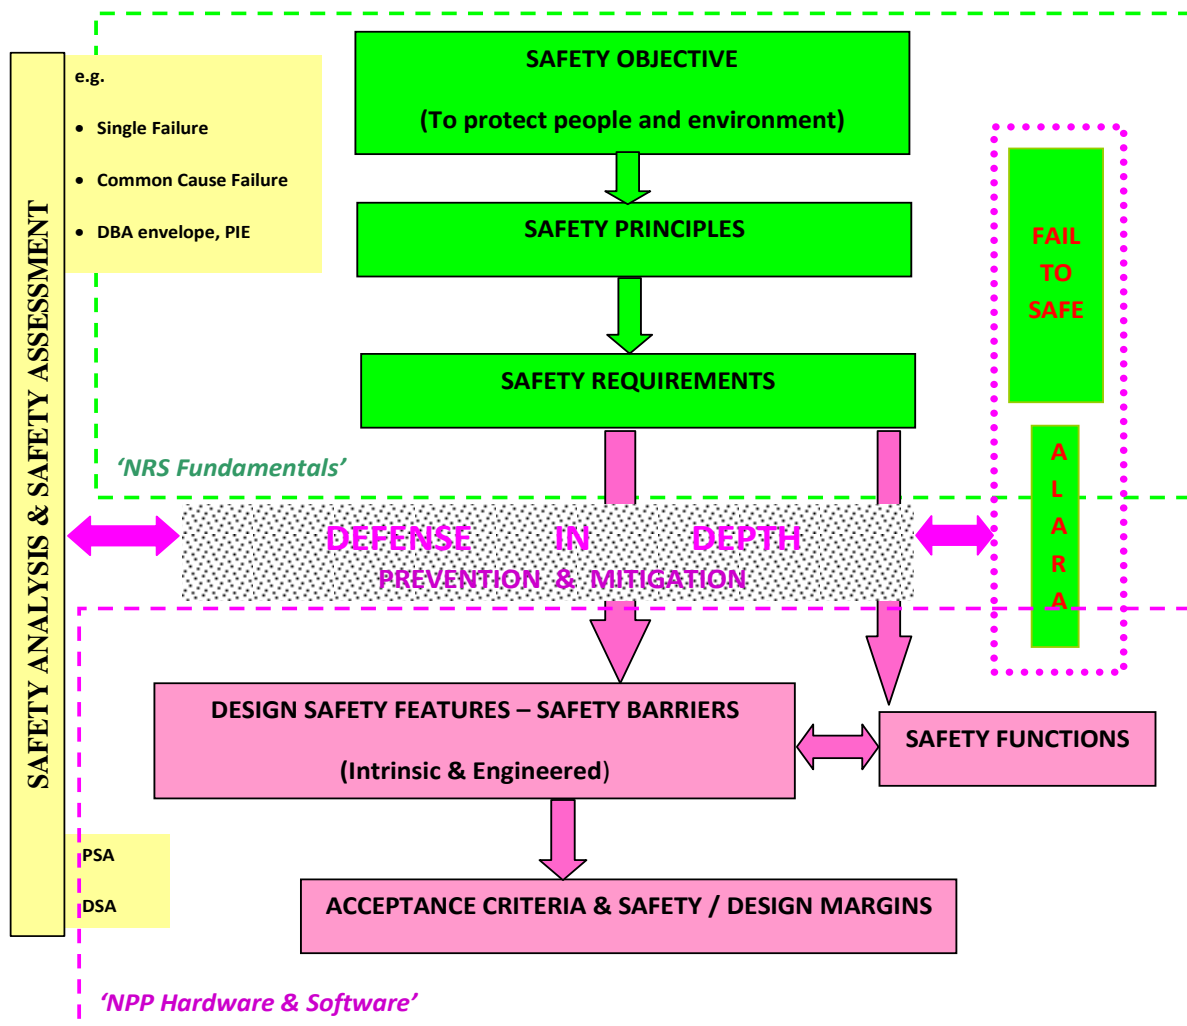 SAFETY ANALYSIS & SAFETY ASSESSMENT
e.g.
• Single Failure
• Common Cause Failure
• DBA envelope, PIE
SAFETY OBJECTIVE
(To protect people and environment)
SAFETY PRINCIPLES
SAFETY REQUIREMENTS
FAIL
TO
SAFE
A
L
A
R
A
‘NRS Fundamentals’
DEFENSE IN DEPTH
PREVENTION & MITIGATION
DESIGN SAFETY FEATURES – SAFETY BARRIERS
(Intrinsic & Engineered)
SAFETY FUNCTIONS
PSA
DSA
ACCEPTANCE CRITERIA & SAFETY / DESIGN MARGINS
‘NPP Hardware & Software’